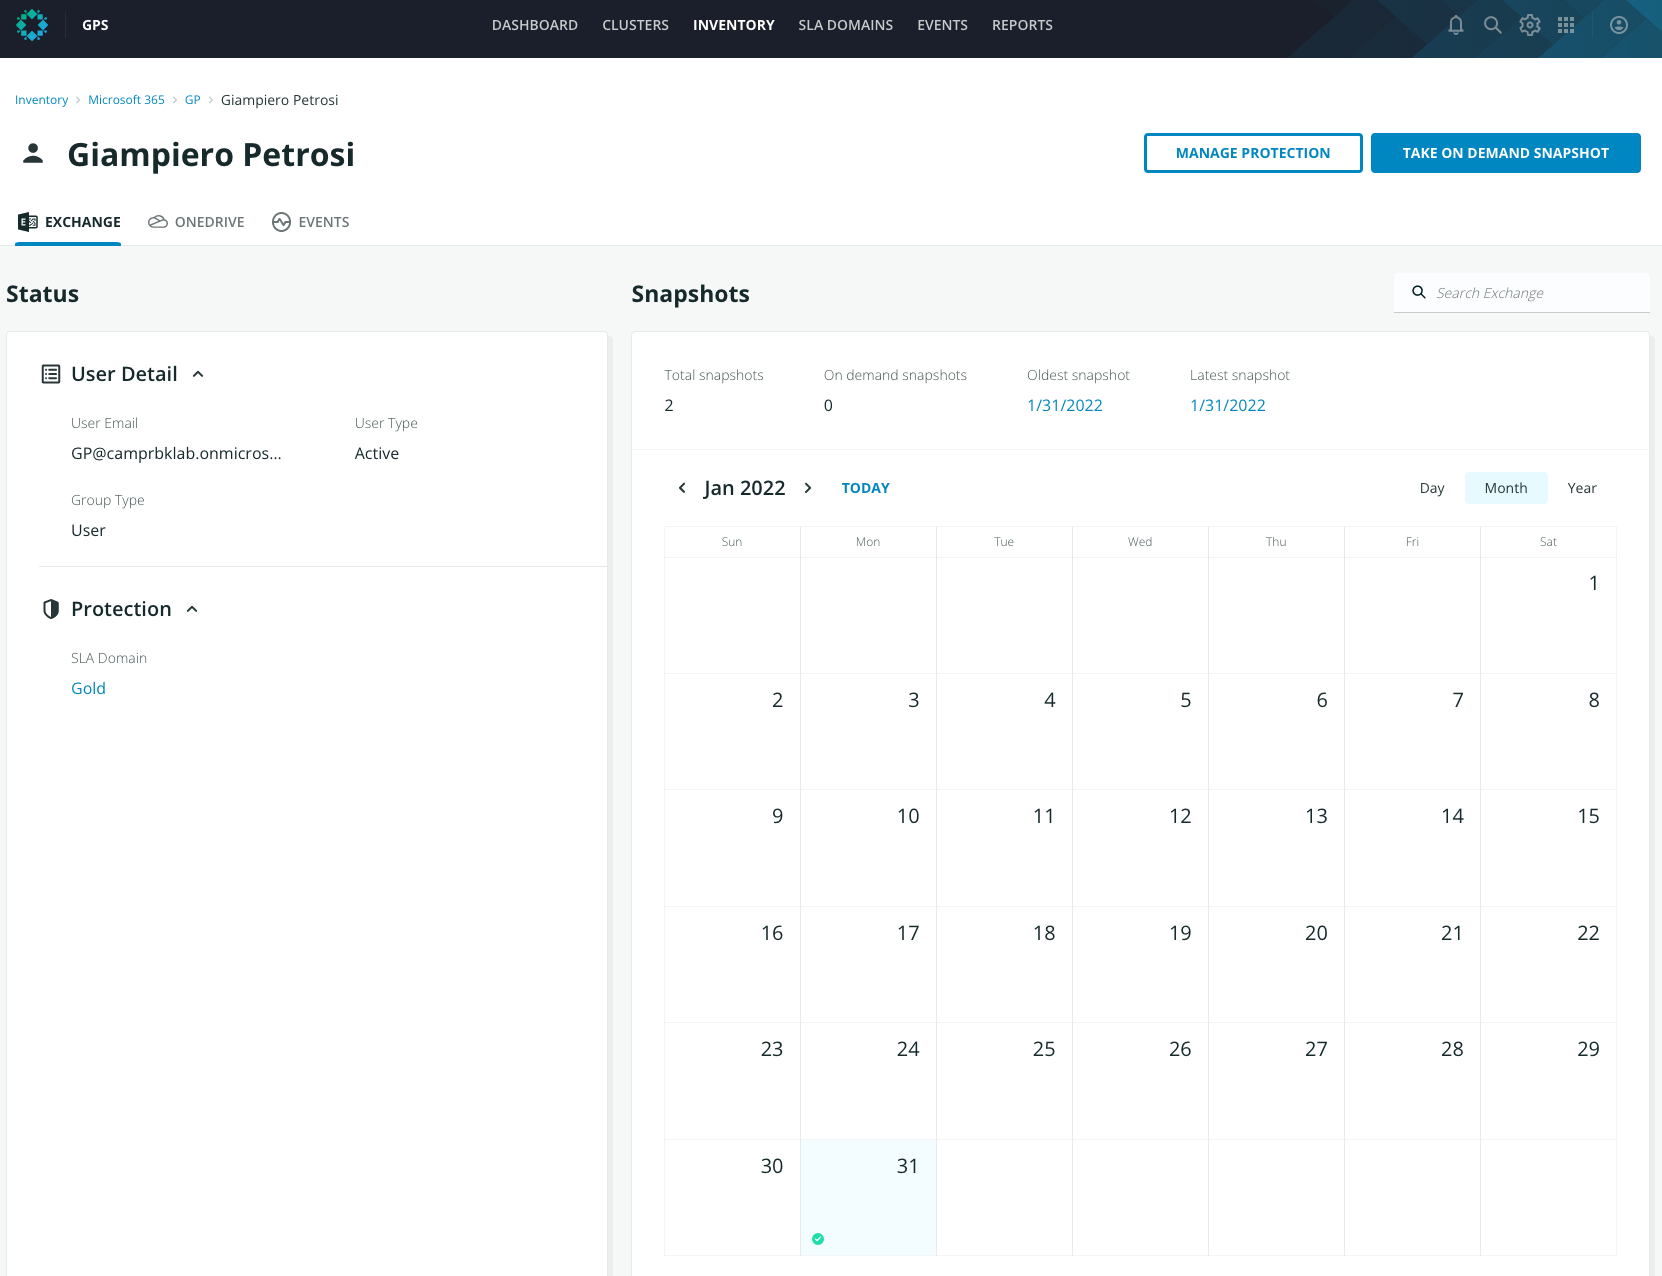 GPS
DASHBOARD CLUSTERS INVENTORY SLA DOMAINS EVENTS REPORTS
Inventory › Microsoft 365 › GP › Giampiero Petrosi
Giampiero Petrosi
MANAGE PROTECTION
TAKE ON DEMAND SNAPSHOT
EXCHANGE ONEDRIVE EVENTS
Status
User Detail
User Email User Type
GP@camprbklab.onmicros... Active
Group Type
User
Protection
SLA Domain
Gold
Snapshots
Search Exchange
Total snapshots On demand snapshots Oldest snapshot Latest snapshot
2 0 1/31/2022 1/31/2022
Jan 2022 TODAY Day Month Year
Sun Mon Tue Wed Thu Fri Sat
1
2 3 4 5 6 7 8
9 10 11 12 13 14 15
16 17 18 19 20 21 22
23 24 25 26 27 28 29
30 31